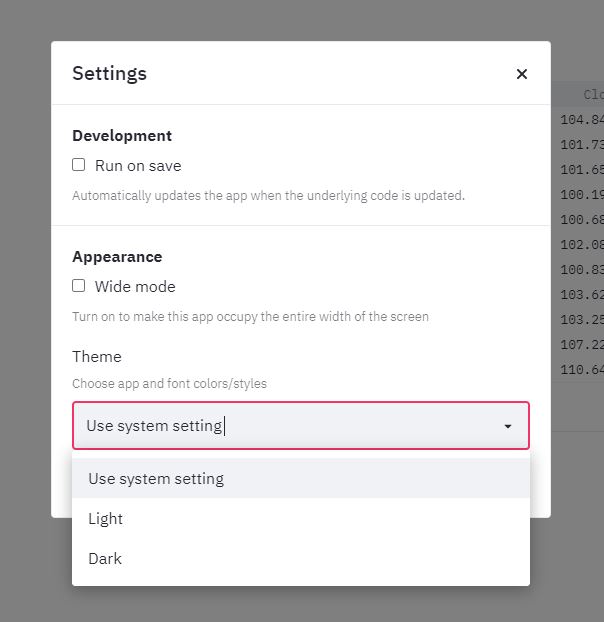 Settings
Development
Run on save
Automatically updates the app when the underlying code is updated.
Appearance
Wide mode
Turn on to make this app occupy the entire width of the screen
Theme
Choose app and font colors/styles
Use system setting
Use system setting
Light
Dark
Clo
104.84
101.73
101.65
100.19
100.68
102.08
100.83
103.62
103.25
107.22
110.64